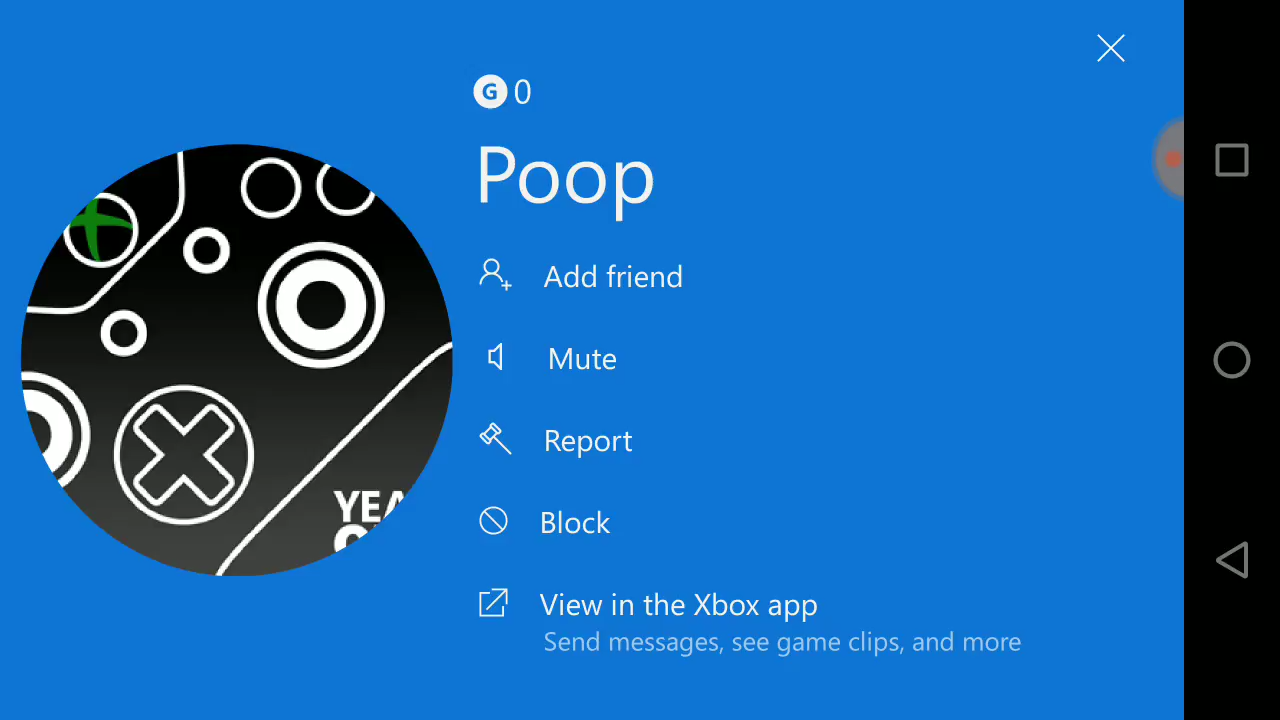 G 0
Poop
Add friend
Mute
Report
Block
View in the Xbox app
Send messages, see game clips, and more